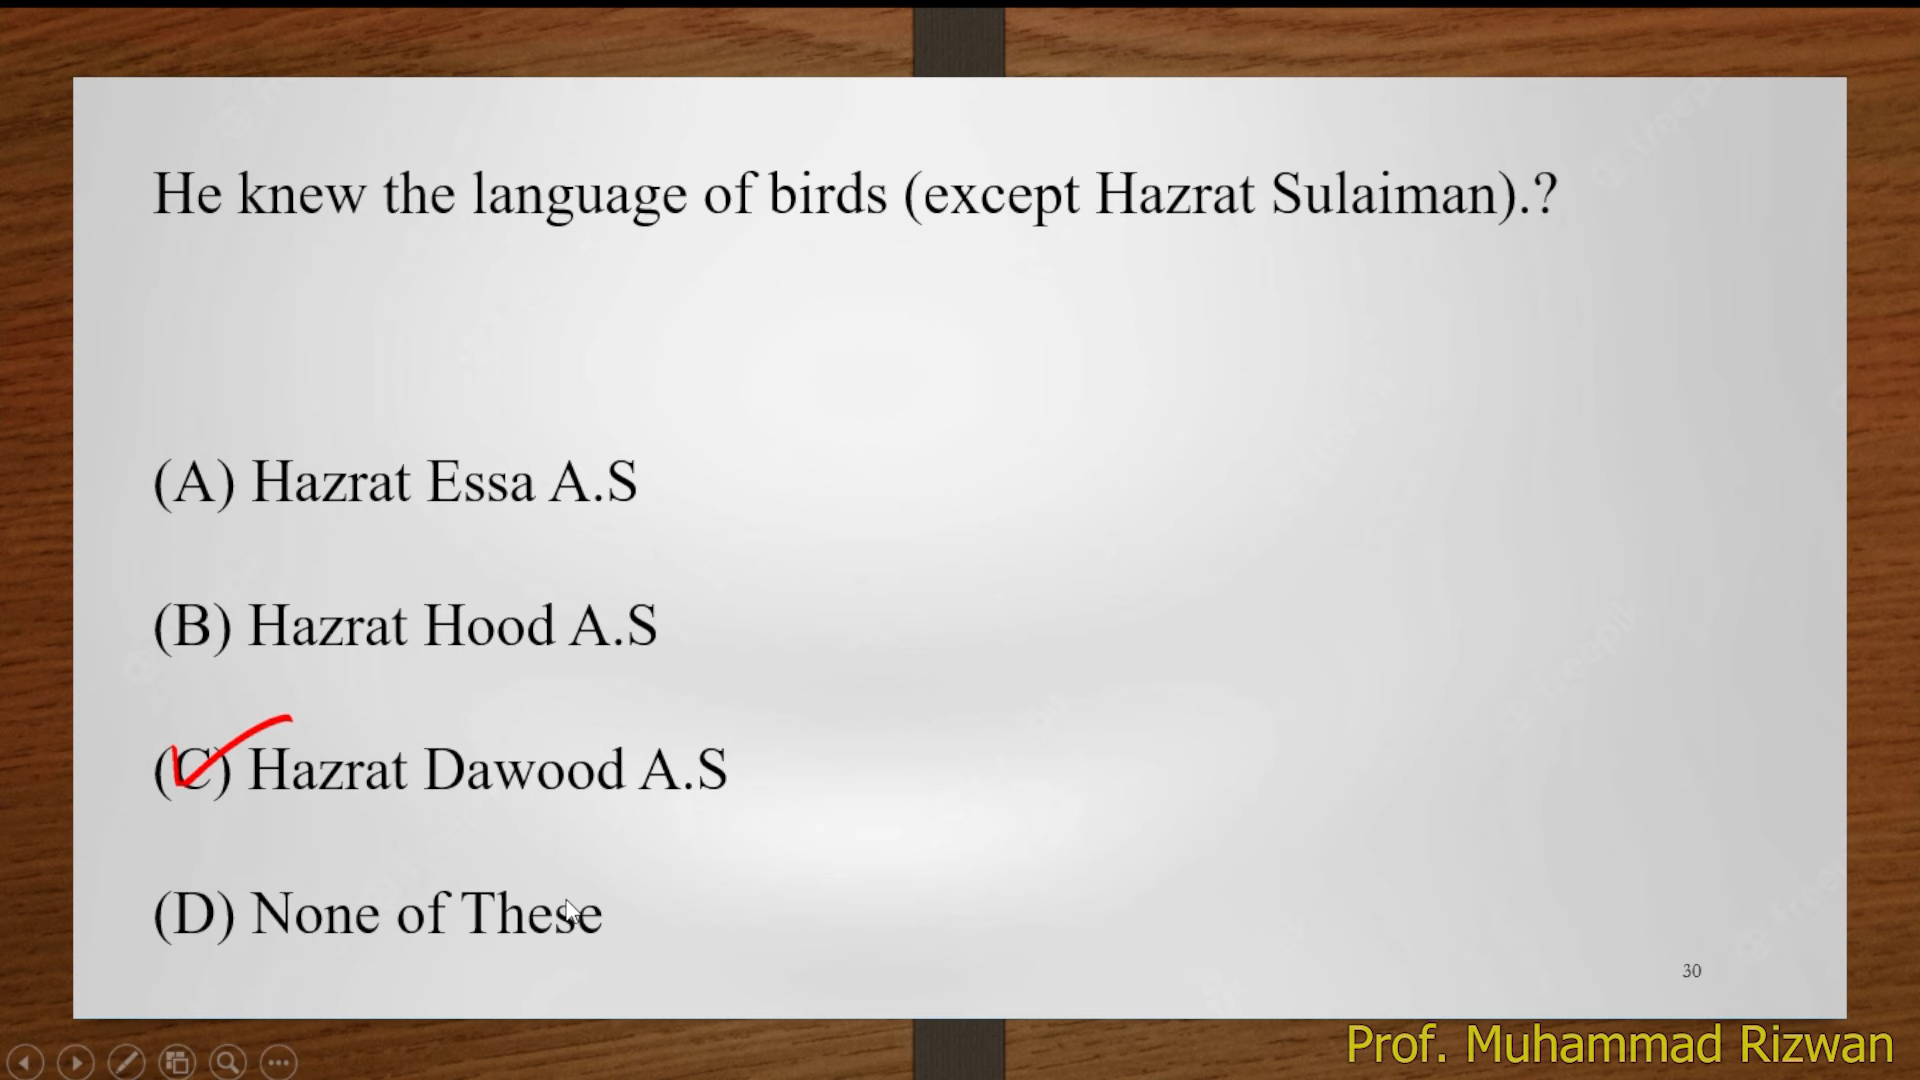 He knew the language of birds (except Hazrat Sulaiman).?
(A) Hazrat Essa A.S
(B) Hazrat Hood A.S
(C) Hazrat Dawood A.S
(D) None of These
30
Prof. Muhammad Rizwan